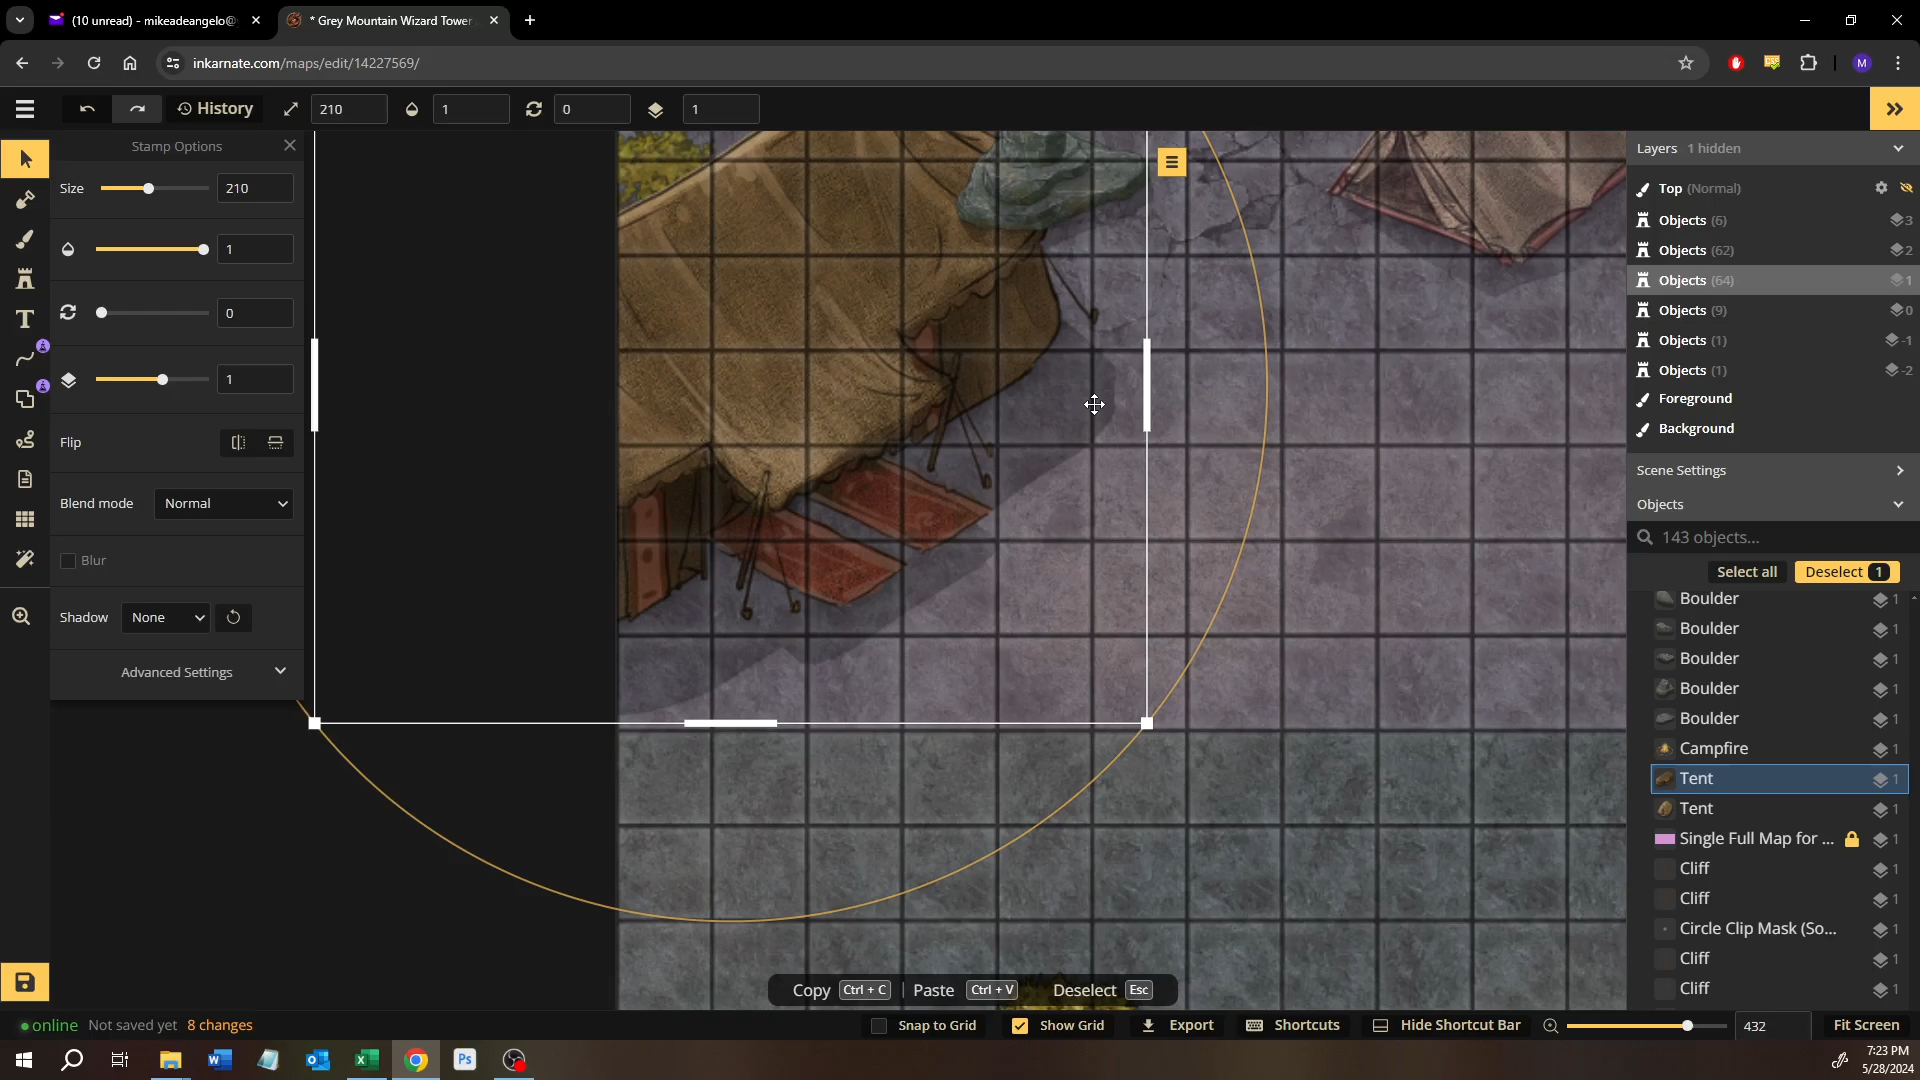 (10 unread) - mikeadeangelo@
* Grey Mountain Wizard Tower
inkarnate.com/maps/edit/14227569/
M
History
210
1
0
1
Stamp Options
Size
210
1
0
1
Flip
Blend mode
Normal
Blur
Shadow
None
Advanced Settings
Layers 1 hidden
Top (Normal)
Objects (6) 3
Objects (62) 2
Objects (64) 1
Objects (9) 0
Objects (1) -1
Objects (1) -2
Foreground
Background
Scene Settings
Objects
143 objects...
Select all
Deselect 1
Boulder 1
Boulder 1
Boulder 1
Boulder 1
Boulder 1
Campfire 1
Tent 1
Tent 1
Single Full Map for ... 1
Cliff 1
Cliff 1
Circle Clip Mask (So... 1
Cliff 1
Cliff 1
Copy Ctrl + C | Paste Ctrl + V Deselect Esc
online Not saved yet 8 changes
Snap to Grid
Show Grid
Export
Shortcuts
Hide Shortcut Bar
432
Fit Screen
Ps
7:23 PM
5/28/2024